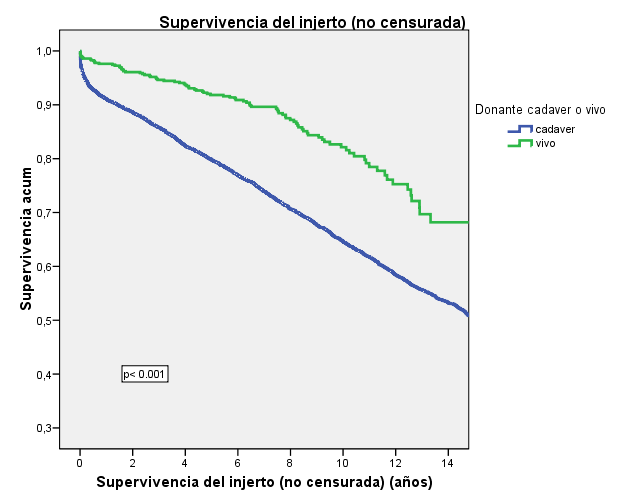 Supervivencia del injerto (no censurada)
1,0
0,9
0,8
0,7
0,6
0,5
0,4
0,3
Supervivencia acum
p< 0.001
0 2 4 6 8 10 12 14
Supervivencia del injerto (no censurada) (años)
Donante cadaver o vivo
cadaver
vivo